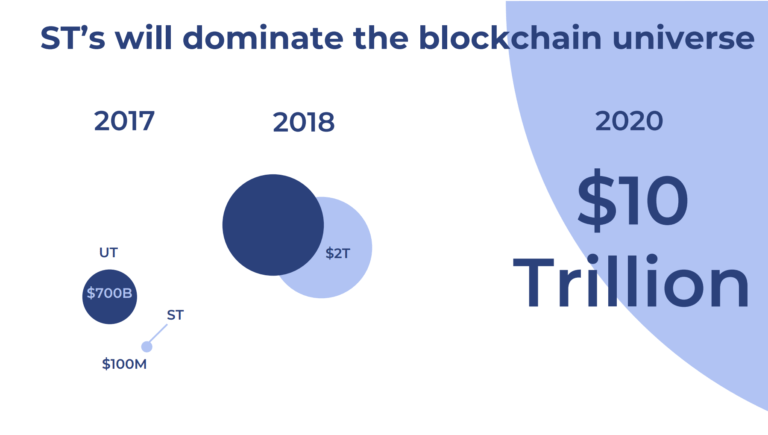 ST’s will dominate the blockchain universe
2017
2018
2020
UT
$700B
ST
$100M
$2T
$10
Trillion